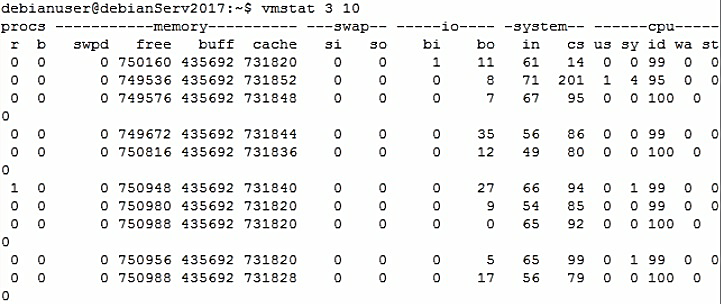 debianuser@debianServ2017:~$ vmstat 3 10
procs -----------memory---------- ---swap-- -----io---- -system-- ------cpu-----
 r  b   swpd   free   buff  cache   si   so    bi    bo   in   cs us sy id wa st
 0  0      0 750160 435692 731820    0    0     1    11   61   14  0  0 99  0  0
 0  0      0 749536 435692 731852    0    0     0     8   71  201  1  4 95  0  0
 0  0      0 749576 435692 731848    0    0     0     7   67   95  0  0 100  0
0
 0  0      0 749672 435692 731844    0    0     0    35   56   86  0  0 99  0  0
 0  0      0 750816 435692 731836    0    0     0    12   49   80  0  0 100  0
0
 1  0      0 750948 435692 731840    0    0     0    27   66   94  0  1 99  0  0
 0  0      0 750980 435692 731820    0    0     0     9   54   85  0  0 99  0  0
 0  0      0 750988 435692 731820    0    0     0     0   65   92  0  0 100  0
0
 0  0      0 750956 435692 731820    0    0     0     5   65   99  0  1 99  0  0
 0  0      0 750988 435692 731828    0    0     0    17   56   79  0  0 100  0
0